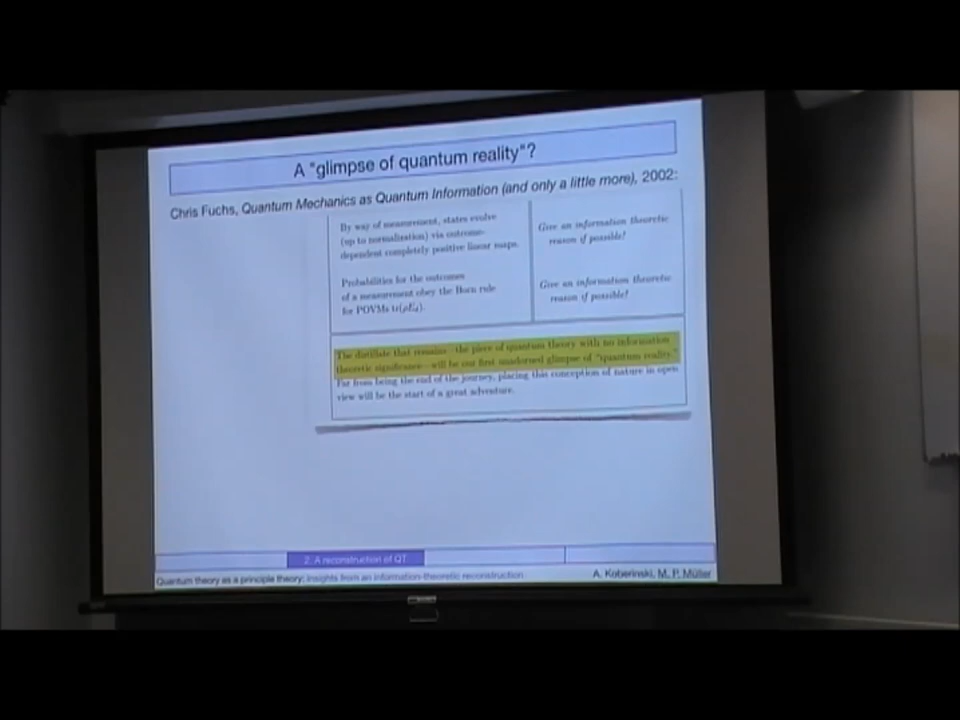 A "glimpse of quantum reality"?
Chris Fuchs, Quantum Mechanics as Quantum Information (and only a little more), 2002:
By way of measurement, states evolve
(up to normalization) via outcome-
dependent completely positive linear maps.
Give an information theoretic
reason if possible!
Probabilities for the outcomes
of a measurement obey the Born rule
for POVMs tr(ρE_d).
Give an information theoretic
reason if possible!
The distillate that remains—the piece of quantum theory with no information
theoretic significance—will be our first unadorned glimpse of "quantum reality."
Far from being the end of the journey, placing this conception of nature in open
view will be the start of a great adventure.
2. A reconstruction of QT
Quantum theory as a principle theory: insights from an information-theoretic reconstruction
A. Koberinski, M. P. Müller